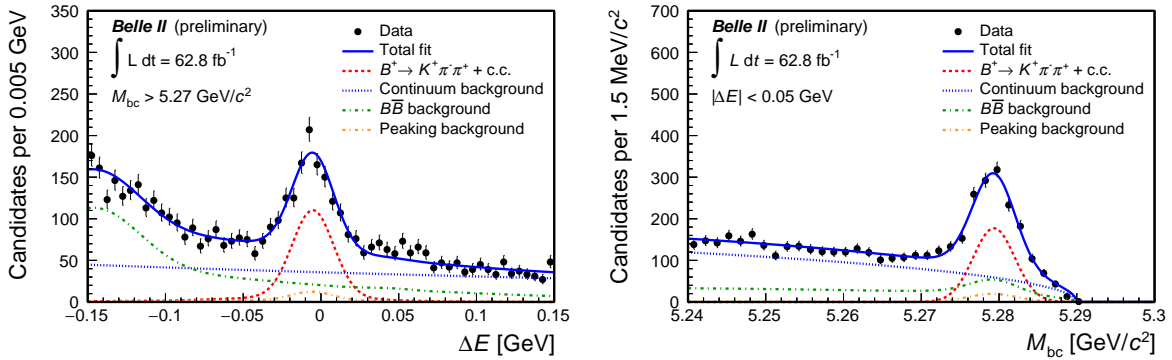 Belle II (preliminary)
∫ L dt = 62.8 fb⁻¹
M_bc > 5.27 GeV/c²
Data
Total fit
B⁺→ K⁺π⁻π⁺ + c.c.
Continuum background
BB̅ background
Peaking background
Candidates per 0.005 GeV
350
300
250
200
150
100
50
0
−0.15 −0.1 −0.05 0 0.05 0.1 0.15
ΔE [GeV]
Belle II (preliminary)
∫ L dt = 62.8 fb⁻¹
|ΔE| < 0.05 GeV
Data
Total fit
B⁺→ K⁺π⁻π⁺ + c.c.
Continuum background
BB̅ background
Peaking background
Candidates per 1.5 MeV/c²
700
600
500
400
300
200
100
0
5.24 5.25 5.26 5.27 5.28 5.29 5.3
M_bc [GeV/c²]